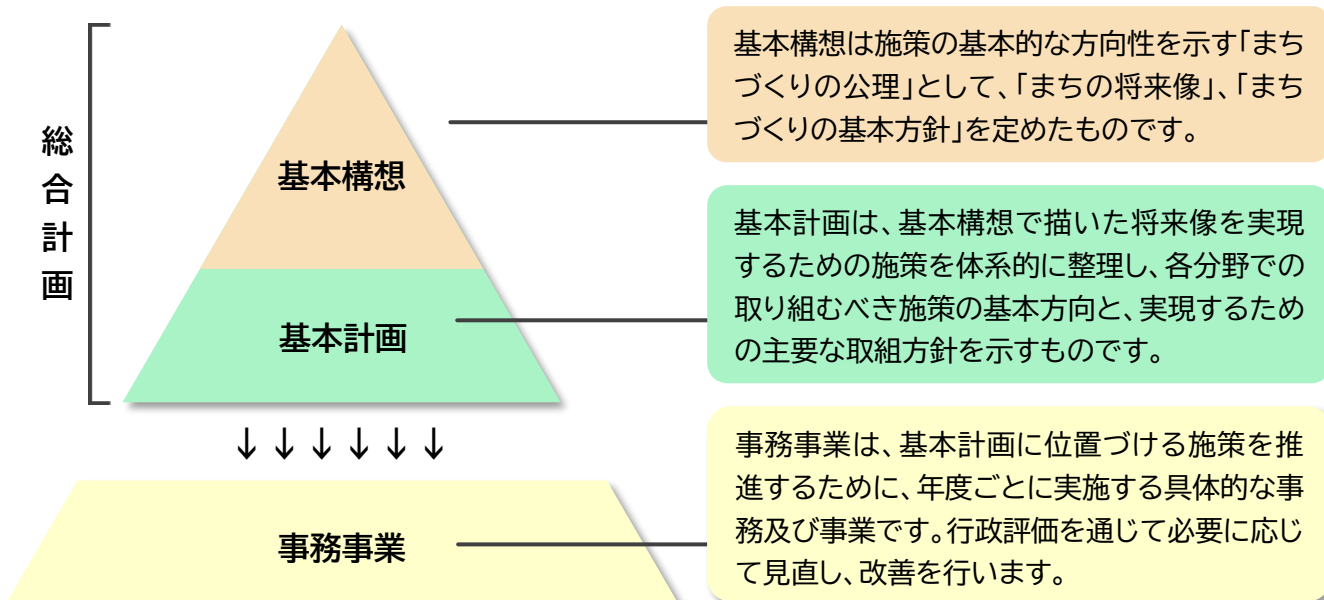 総合計画
基本構想
基本構想は施策の基本的な方向性を示す「まち
づくりの公理」として、「まちの将来像」、「まち
づくりの基本方針」を定めたものです。
基本計画
基本計画は、基本構想で描いた将来像を実現
するための施策を体系的に整理し、各分野での
取り組むべき施策の基本方向と、実現するため
の主要な取組方針を示すものです。
↓↓↓↓↓↓
事務事業
事務事業は、基本計画に位置づける施策を推
進するために、年度ごとに実施する具体的な事
務及び事業です。行政評価を通じて必要に応じ
て見直し、改善を行います。